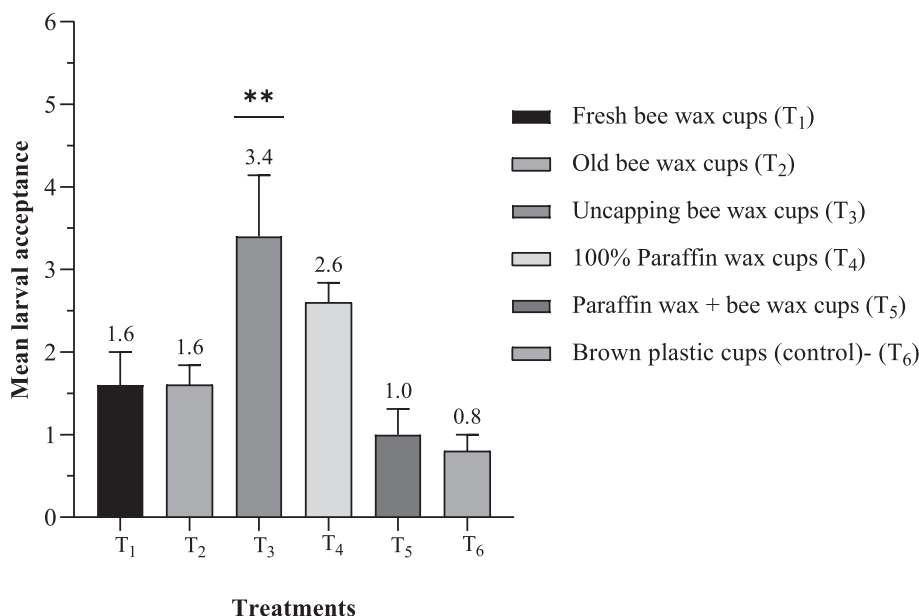 6
5
4
3
2
1
0
Mean larval acceptance
**
1.6
1.6
3.4
2.6
1.0
0.8
T₁
T₂
T₃
T₄
T₅
T₆
Treatments
Fresh bee wax cups (T₁)
Old bee wax cups (T₂)
Uncapping bee wax cups (T₃)
100% Paraffin wax cups (T₄)
Paraffin wax + bee wax cups (T₅)
Brown plastic cups (control)- (T₆)